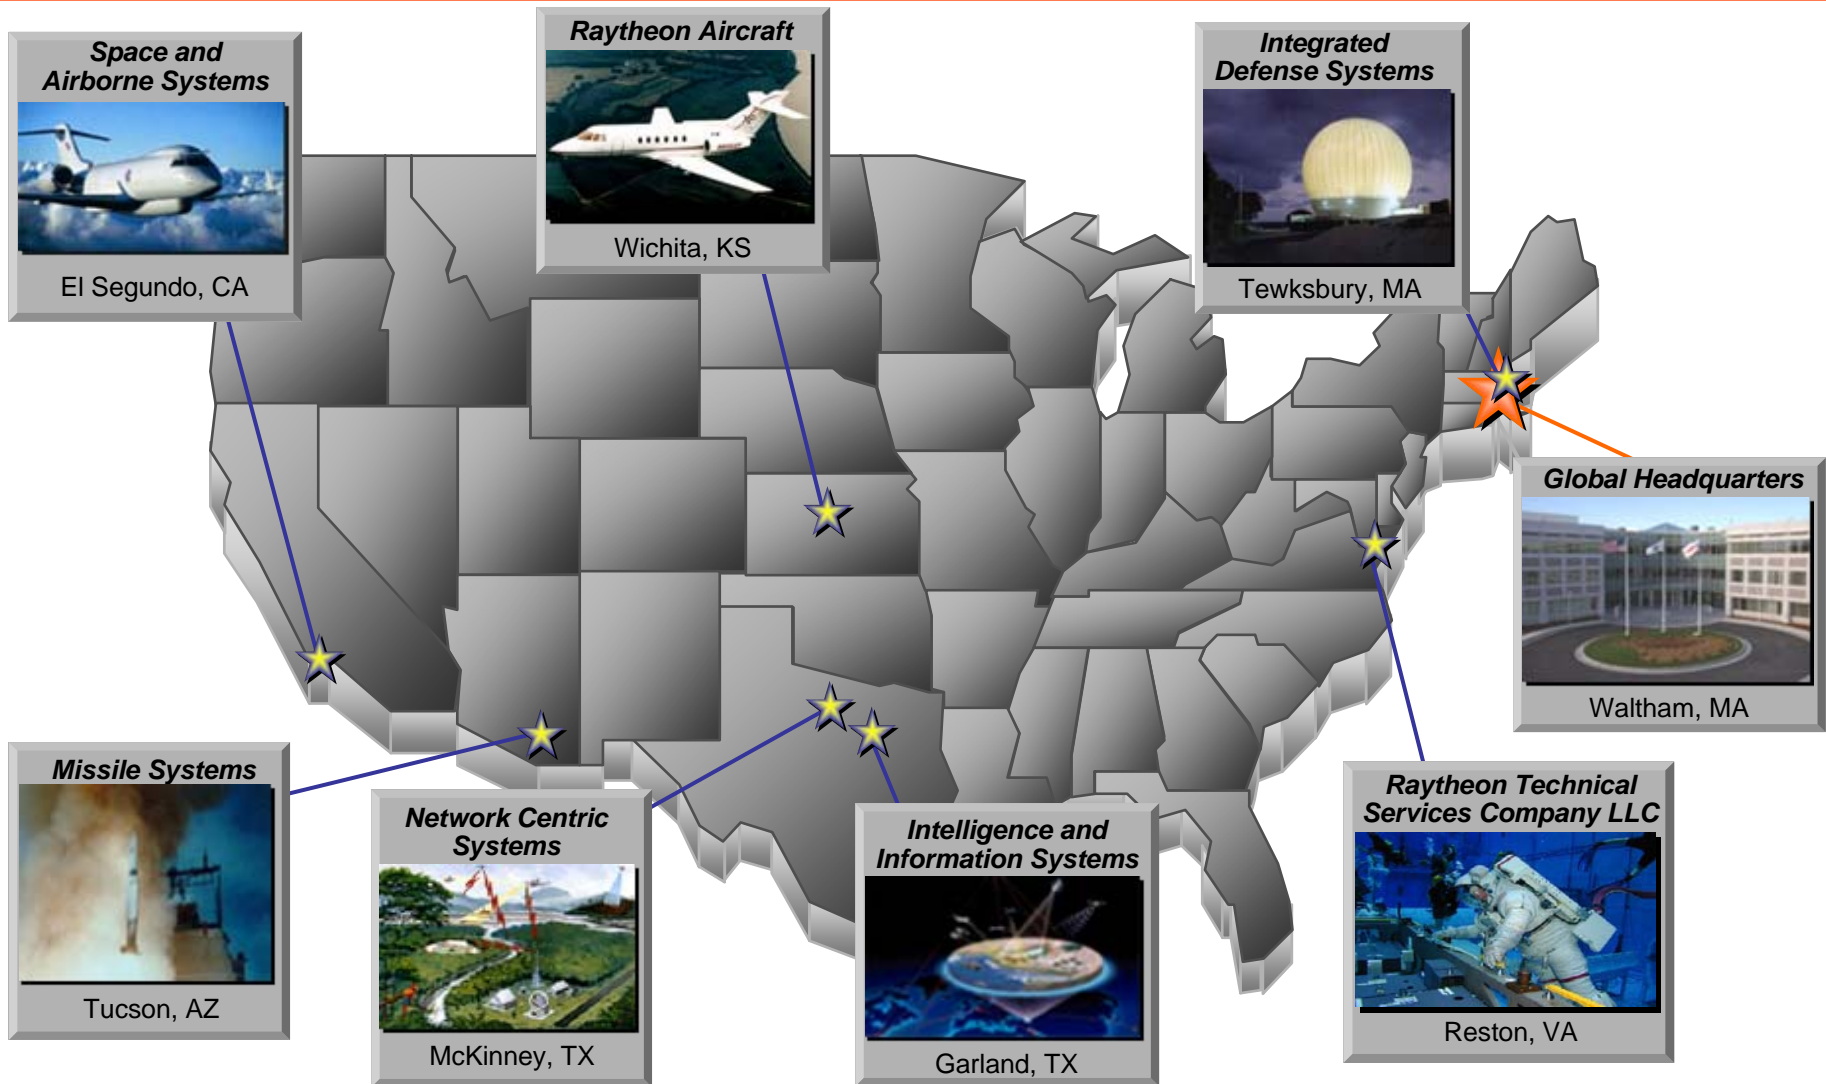 Space and
Airborne Systems
El Segundo, CA
Raytheon Aircraft
Wichita, KS
Integrated
Defense Systems
Tewksbury, MA
Global Headquarters
Waltham, MA
Missile Systems
Tucson, AZ
Network Centric
Systems
McKinney, TX
Intelligence and
Information Systems
Garland, TX
Raytheon Technical
Services Company LLC
Reston, VA